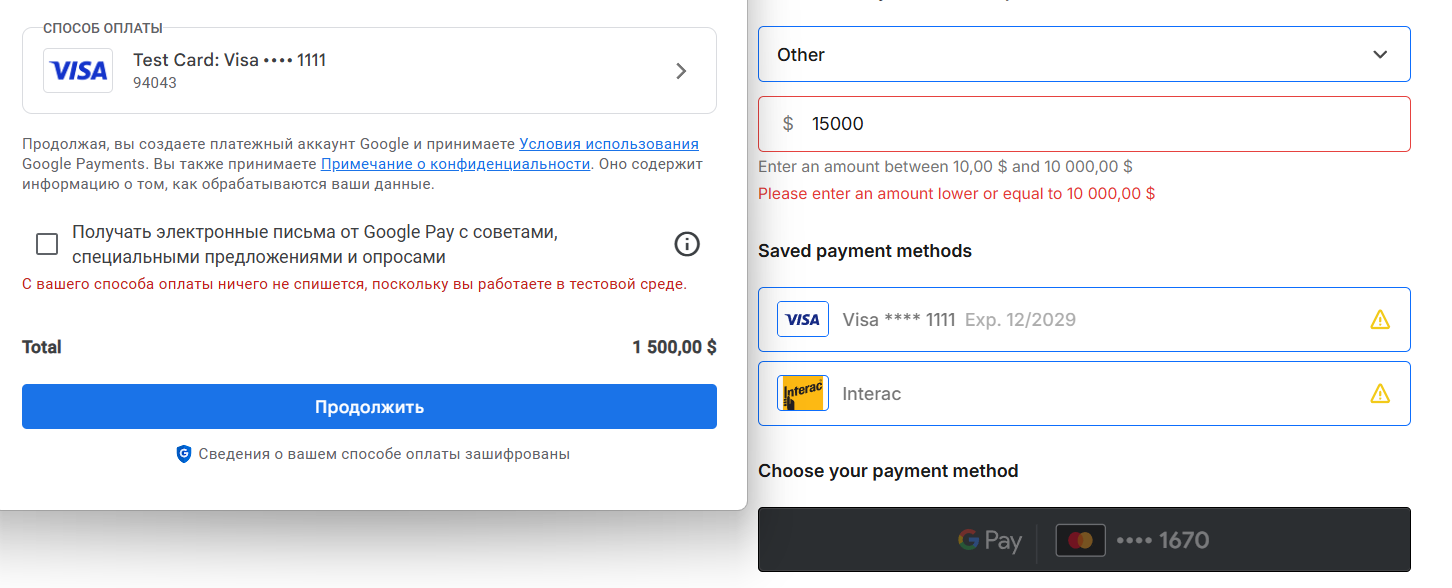 СПОСОБ ОПЛАТЫ
VISA
Test Card: Visa •••• 1111
94043
Продолжая, вы создаете платежный аккаунт Google и принимаете Условия использования
Google Payments. Вы также принимаете Примечание о конфиденциальности. Оно содержит
информацию о том, как обрабатываются ваши данные.
Получать электронные письма от Google Pay с советами,
специальными предложениями и опросами
С вашего способа оплаты ничего не спишется, поскольку вы работаете в тестовой среде.
Total 1 500,00 $
Продолжить
G Сведения о вашем способе оплаты зашифрованы
Other
$ 15000
Enter an amount between 10,00 $ and 10 000,00 $
Please enter an amount lower or equal to 10 000,00 $
Saved payment methods
VISA Visa **** 1111 Exp. 12/2029
Interac Interac
Choose your payment method
G Pay •••• 1670